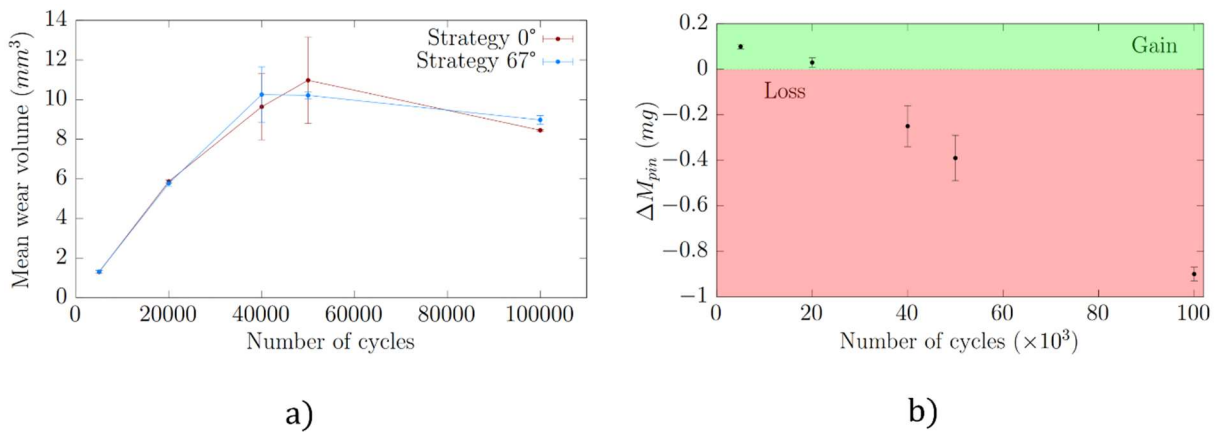 14
12
10
8
6
4
2
0
Mean wear volume (mm³)
Strategy 0°
Strategy 67°
0 20000 40000 60000 80000 100000
Number of cycles
a)
0.2
0
−0.2
−0.4
−0.6
−0.8
−1
ΔM_pin (mg)
Gain
Loss
0 20 40 60 80 100
Number of cycles (×10³)
b)